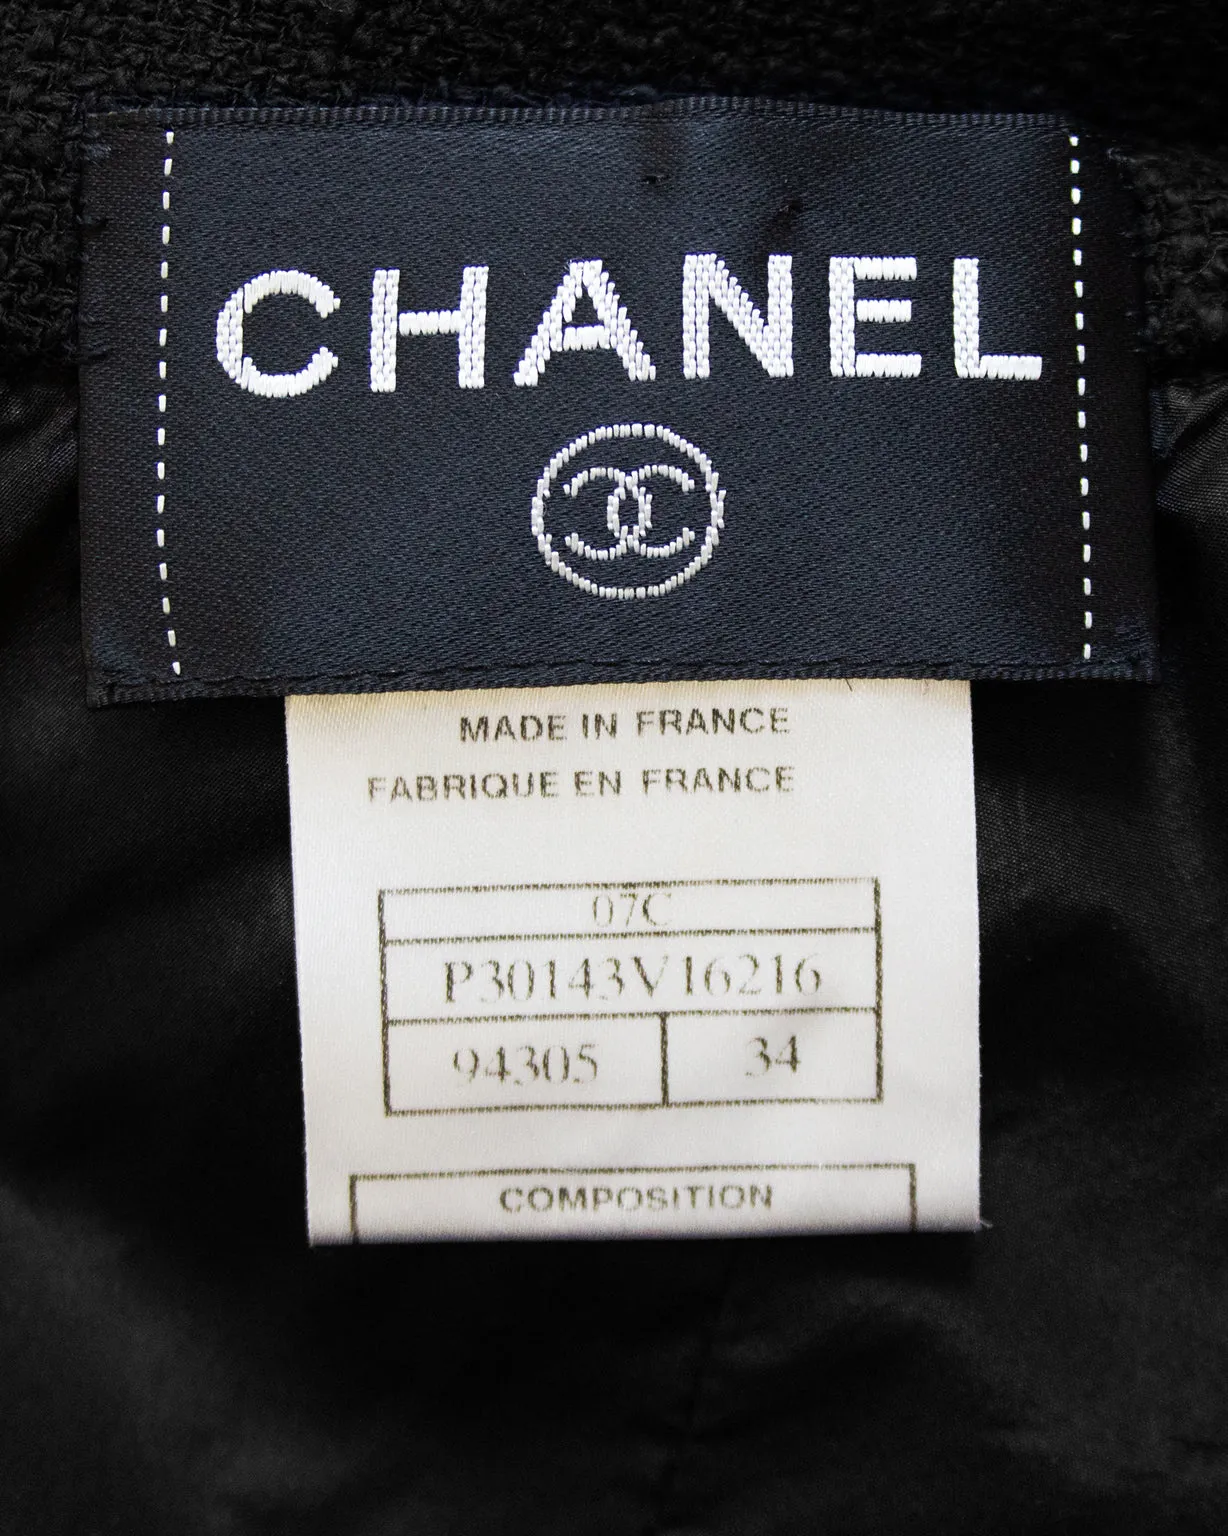 CHANEL
MADE IN FRANCE
FABRIQUE EN FRANCE
07C
P30143V16216
94305 34
COMPOSITION